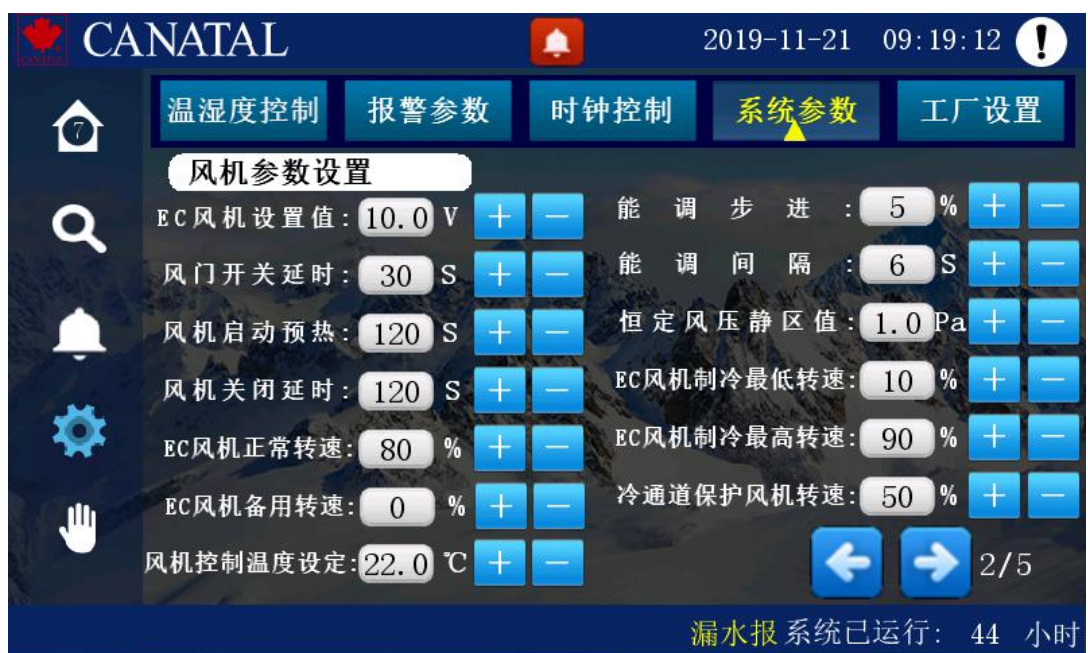 CANATAL 2019-11-21 09:19:12
温湿度控制 报警参数 时钟控制 系统参数 工厂设置
7
风机参数设置
EC风机设置值: 10.0 V + −
风门开关延时: 30 S + −
风机启动预热: 120 S + −
风机关闭延时: 120 S + −
EC风机正常转速: 80 % + −
EC风机备用转速: 0 % + −
风机控制温度设定: 22.0 ℃ + −
能调步进: 5 % + −
能调间隔: 6 S + −
恒定风压静区值: 1.0 Pa + −
EC风机制冷最低转速: 10 % + −
EC风机制冷最高转速: 90 % + −
冷通道保护风机转速: 50 % + −
2/5
漏水报 系统已运行: 44 小时